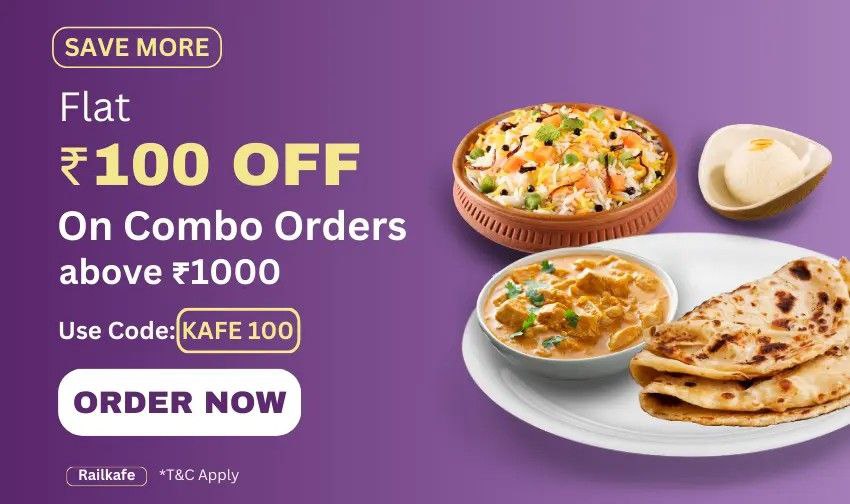 SAVE MORE
Flat
₹100 OFF
On Combo Orders
above ₹1000
Use Code: KAFE 100
ORDER NOW
Railkafe *T&C Apply